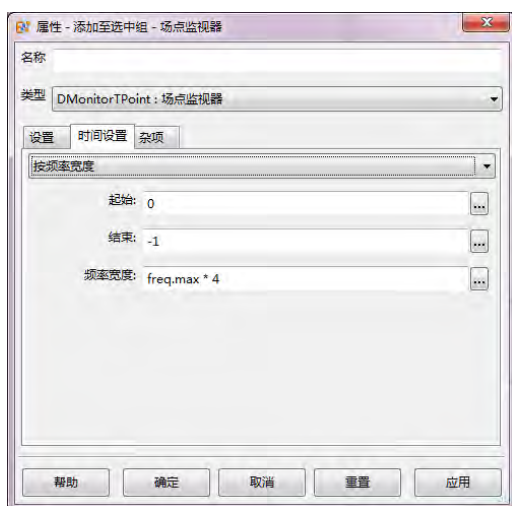 属性 - 添加至选中组 - 场点监视器
名称
类型 DMonitorTPoint : 场点监视器
设置 时间设置 杂项
按频率宽度
起始: 0 ...
结束: -1 ...
频率宽度: freq.max * 4 ...
帮助 确定 取消 重置 应用